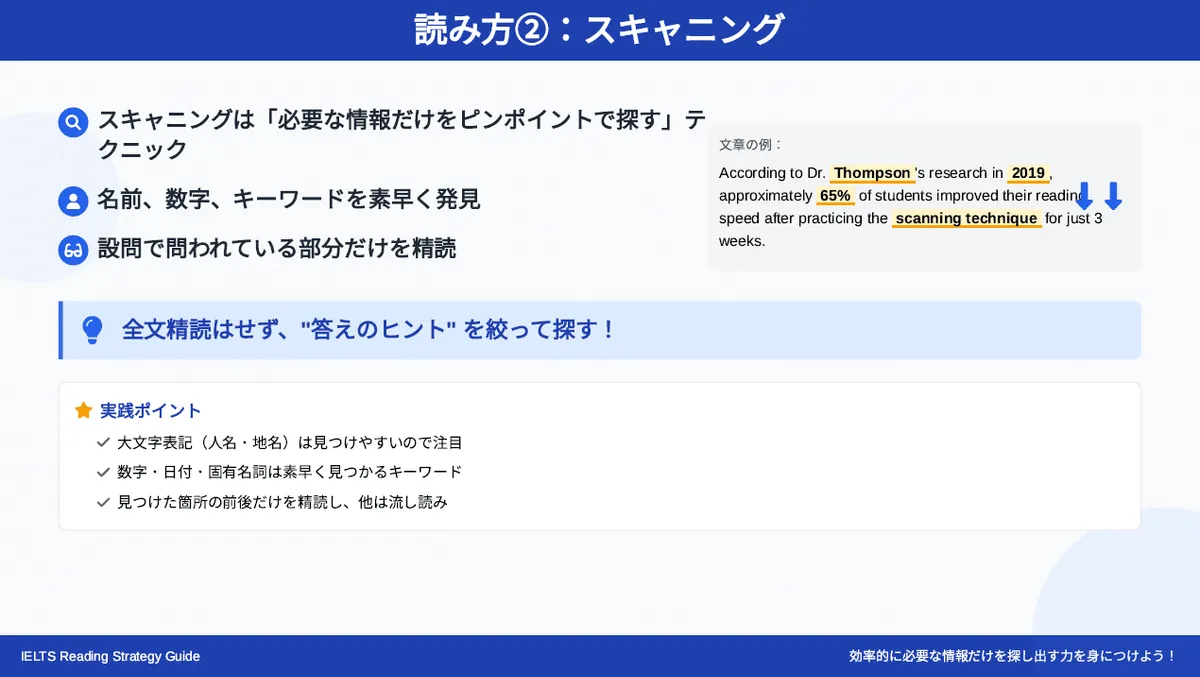 読み方②：スキャニング
スキャニングは「必要な情報だけをピンポイントで探す」テ
クニック
名前、数字、キーワードを素早く発見
設問で問われている部分だけを精読
文章の例：
According to Dr. Thompson's research in 2019,
approximately 65% of students improved their reading
speed after practicing the scanning technique for just 3
weeks.
全文精読はせず、"答えのヒント" を絞って探す！
実践ポイント
大文字表記（人名・地名）は見つけやすいので注目
数字・日付・固有名詞は素早く見つかるキーワード
見つけた箇所の前後だけを精読し、他は流し読み
IELTS Reading Strategy Guide
効率的に必要な情報だけを探し出す力を身につけよう！